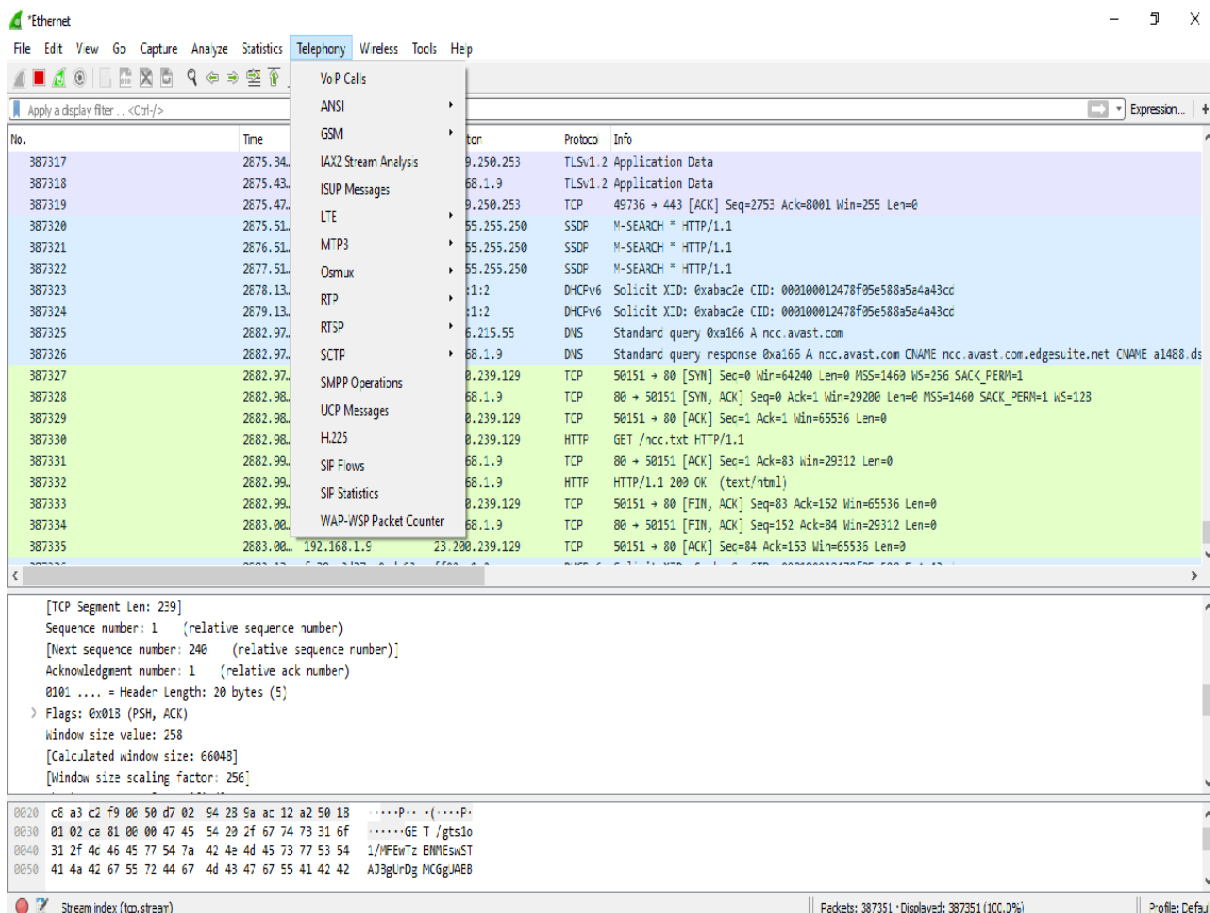 *Ethernet
File Edit View Go Capture Analyze Statistics Telephony Wireless Tools Help
Apply a display filter ... <Ctrl-/> Expression... +
VoIP Calls
ANSI
GSM
IAX2 Stream Analysis
ISUP Messages
LTE
MTP3
Osmux
RTP
RTSP
SCTP
SMPP Operations
UCP Messages
H.225
SIP Flows
SIP Statistics
WAP-WSP Packet Counter
No. Time Protocol Info
387317 2875.34… 9.250.253 TLSv1.2 Application Data
387318 2875.43… 68.1.9 TLSv1.2 Application Data
387319 2875.47… 9.250.253 TCP 49736 → 443 [ACK] Seq=2753 Ack=8001 Win=255 Len=0
387320 2875.51… 55.255.250 SSDP M-SEARCH * HTTP/1.1
387321 2876.51… 55.255.250 SSDP M-SEARCH * HTTP/1.1
387322 2877.51… 55.255.250 SSDP M-SEARCH * HTTP/1.1
387323 2878.13… :1:2 DHCPv6 Solicit XID: 0xabac2e CID: 000100012478f05e588a5a4a43cd
387324 2879.13… :1:2 DHCPv6 Solicit XID: 0xabac2e CID: 000100012478f05e588a5a4a43cd
387325 2882.97… 6.215.55 DNS Standard query 0xa166 A ncc.avast.com
387326 2882.97… 68.1.9 DNS Standard query response 0xa166 A ncc.avast.com CNAME ncc.avast.com.edgesuite.net CNAME a1488.ds
387327 2882.97… 0.239.129 TCP 50151 → 80 [SYN] Seq=0 Win=64240 Len=0 MSS=1460 WS=256 SACK_PERM=1
387328 2882.98… 68.1.9 TCP 80 → 50151 [SYN, ACK] Seq=0 Ack=1 Win=29200 Len=0 MSS=1460 SACK_PERM=1 WS=128
387329 2882.98… 0.239.129 TCP 50151 → 80 [ACK] Seq=1 Ack=1 Win=65536 Len=0
387330 2882.98… 0.239.129 HTTP GET /ncc.txt HTTP/1.1
387331 2882.99… 68.1.9 TCP 80 → 50151 [ACK] Seq=1 Ack=83 Win=29312 Len=0
387332 2882.99… 68.1.9 HTTP HTTP/1.1 200 OK (text/html)
387333 2882.99… 0.239.129 TCP 50151 → 80 [FIN, ACK] Seq=83 Ack=152 Win=65536 Len=0
387334 2883.00… 68.1.9 TCP 80 → 50151 [FIN, ACK] Seq=152 Ack=84 Win=29312 Len=0
387335 2883.00… 192.168.1.9 23.200.239.129 TCP 50151 → 80 [ACK] Seq=84 Ack=153 Win=65536 Len=0
[TCP Segment Len: 239]
Sequence number: 1 (relative sequence number)
[Next sequence number: 240 (relative sequence number)]
Acknowledgment number: 1 (relative ack number)
0101 .... = Header Length: 20 bytes (5)
Flags: 0x018 (PSH, ACK)
Window size value: 258
[Calculated window size: 66048]
[Window size scaling factor: 256]
0020 c8 a3 c2 f9 00 50 d7 02 94 28 9a ac 12 a2 50 18 ·····P·· ·(····P·
0030 01 02 ca 81 00 00 47 45 54 20 2f 67 74 73 31 6f ······GE T /gts1o
0040 31 2f 4d 46 45 77 54 7a 42 4e 4d 45 73 77 53 54 1/MFEwTz BNMEswST
0050 41 4a 42 67 55 72 44 67 4d 43 47 67 55 41 42 42 AJBgUrDg MCGgUABB
Stream index (tcp.stream) Packets: 387351 · Displayed: 387351 (100.0%) Profile: Defau